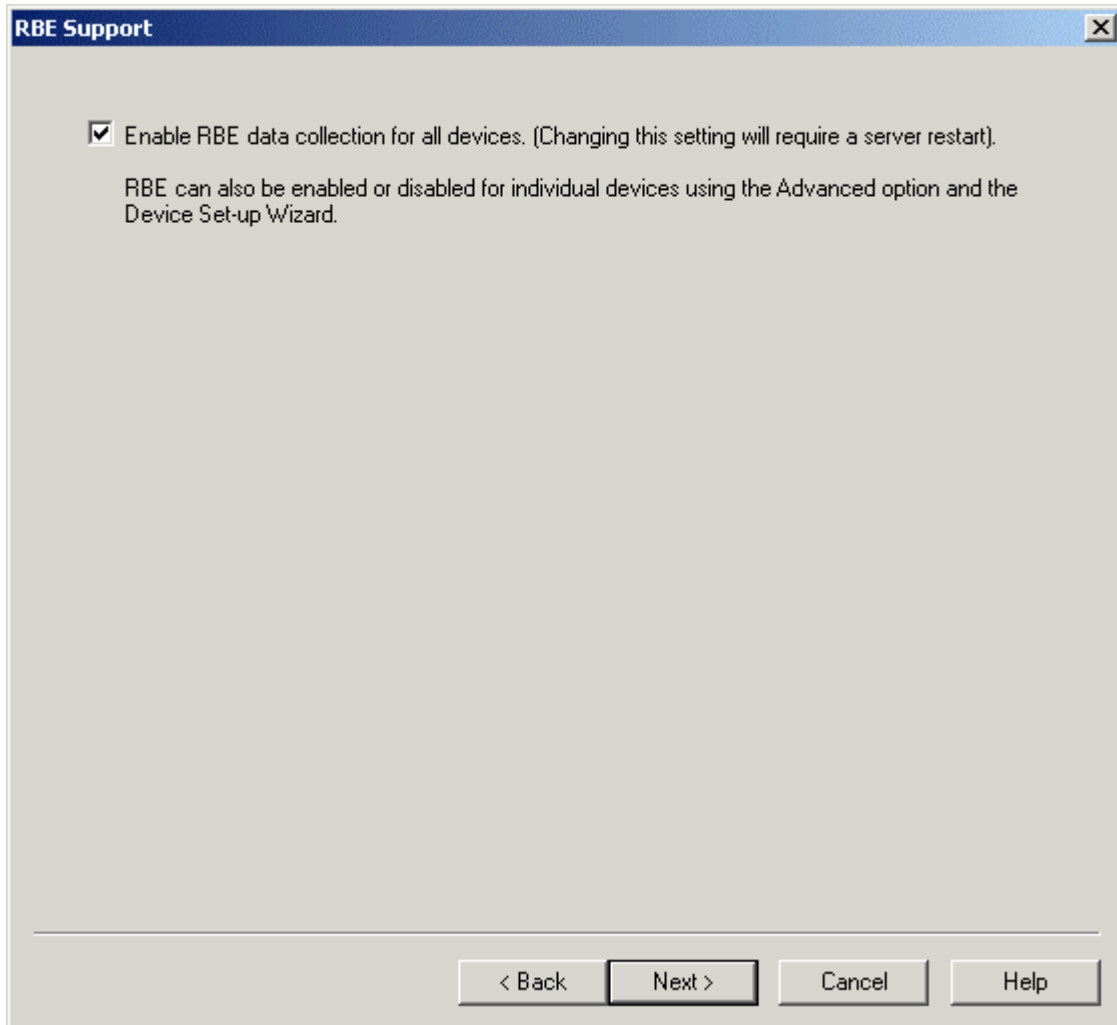 RBE Support
Enable RBE data collection for all devices. (Changing this setting will require a server restart).
RBE can also be enabled or disabled for individual devices using the Advanced option and the
Device Set-up Wizard.
< Back
Next >
Cancel
Help